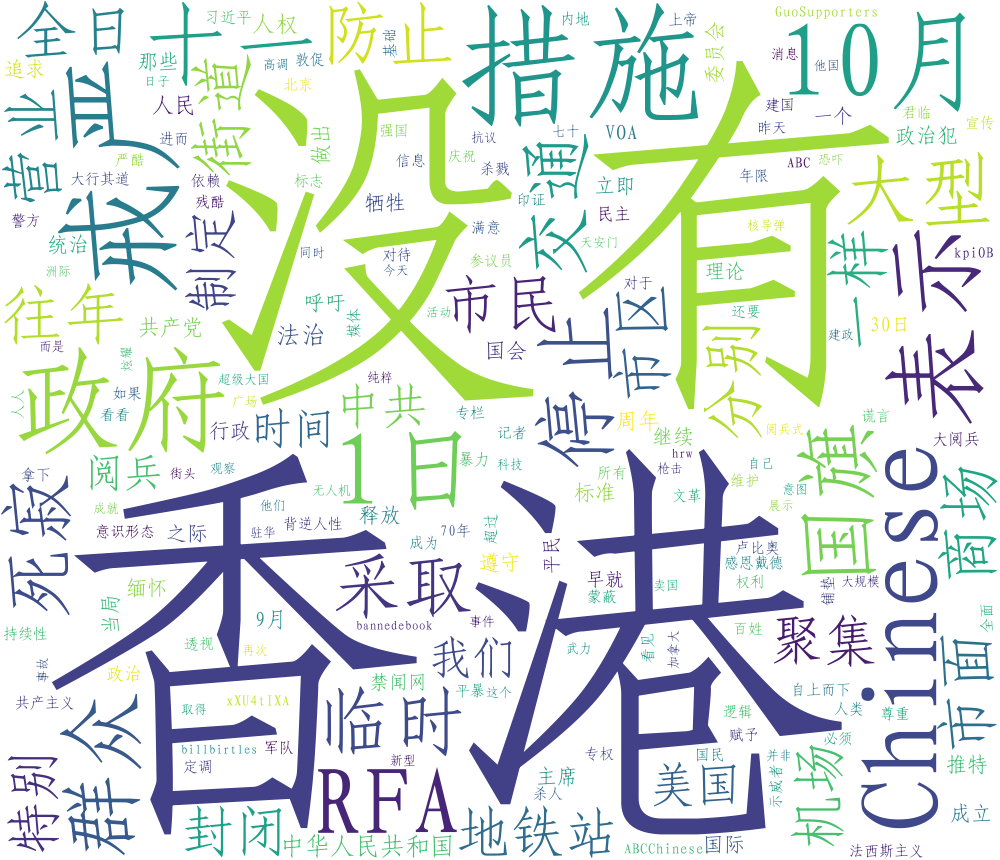 全日
追求
那些
日子
习近平
人权
高调
敦促
十一
防止
基础
内地
上帝
措施
委员会
GuoSupporters
消息
他国
10月
君临
宣传
营业
戒严
人民
街道
北京
做出
强国
抗议
七十
VOA
建国
昨天
一个
政治犯
严酷
进而
信息
庆祝
杀戮
ABC
恐吓
大行其道
依赖
标志
牺牲
交通
立即
年限
大型
警方
残酷
印证
民主
核导弹
统治
制定
没有
满意
天安门
一样
表示
kpiOB
洲际
同时
对待
今天
参议员
理论
对于
往年
共产党
呼吁
市民
止
市区
还要
30日
而是
法治
媒体
活动
国会
停
分别
建政
政府
超级大国
纯粹
如果
看看
广场
中共
专栏
周年
阅兵式
谎言
人人
行政
时间
1日
记者
继续
hrw
自己
国旗
大阅兵
阅兵
街头
观察
暴力
科技
所有
枪击
维护
意图
拿下
无人机
标准
文革
展示
商场
Chinese
死寂
成就
他们
释放
超过
意识形态
之际
驻华
背逆人性
70年
成为
遵守
平民
卢比奥
感恩戴德
缅怀
香港
采取
早就
蒙蔽
卖国
权利
铺垫
大规模
全面
当局
9月
bannedebook
事件
百姓
聚集
持续性
透视
再次
我们
武力
看见
加拿大
市面
事故
政治
禁闻网
平暴
这个
自上而下
共产主义
取得
xXU4tIXA
临时
逻辑
人类
尊重
群众
billbirtles
军队
赋予
必须
特别
定调
新型
RFA
主席
专权
国民
并非
美国
示威者
机场
推特
杀人
成立
封闭
中华人民共和国
地铁站
ABCChinese
国际
法西斯主义